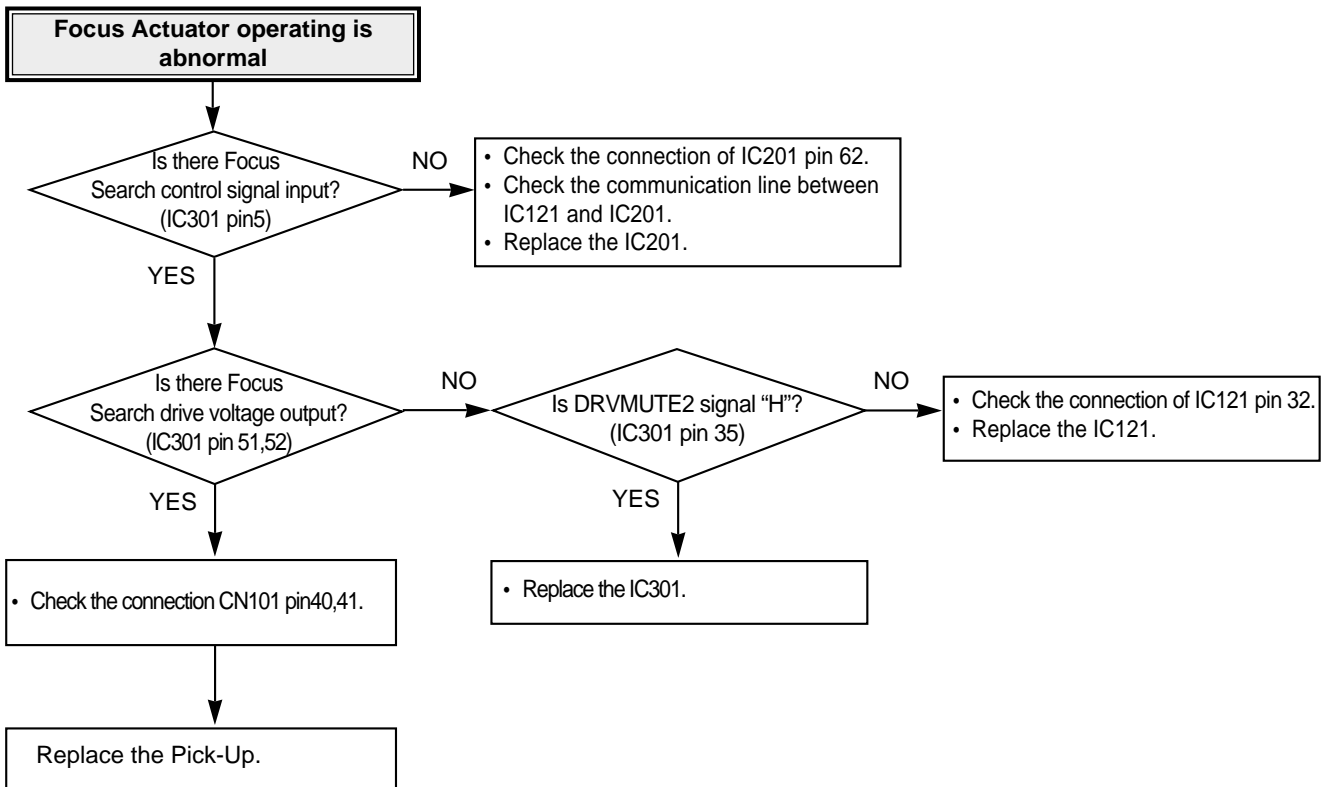 Focus Actuator operating is
abnormal
Is there Focus
Search control signal input?
(IC301 pin5)
NO
• Check the connection of IC201 pin 62.
• Check the communication line between
IC121 and IC201.
• Replace the IC201.
YES
Is there Focus
Search drive voltage output?
(IC301 pin 51,52)
NO
Is DRVMUTE2 signal “H”?
(IC301 pin 35)
NO
• Check the connection of IC121 pin 32.
• Replace the IC121.
YES
YES
• Check the connection CN101 pin40,41.
• Replace the IC301.
Replace the Pick-Up.